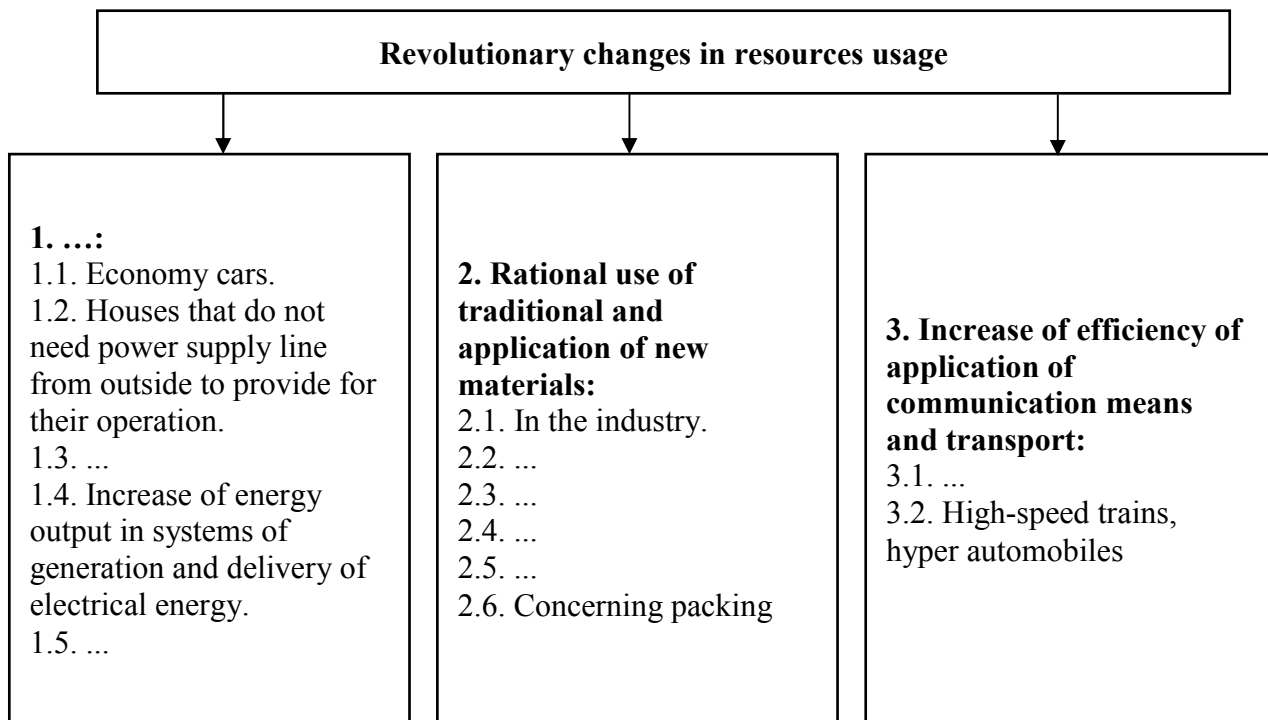 Revolutionary changes in resources usage
1. …:
1.1. Economy cars.
1.2. Houses that do not
need power supply line
from outside to provide for
their operation.
1.3. ...
1.4. Increase of energy
output in systems of
generation and delivery of
electrical energy.
1.5. ...
2. Rational use of
traditional and
application of new
materials:
2.1. In the industry.
2.2. ...
2.3. ...
2.4. ...
2.5. ...
2.6. Concerning packing
3. Increase of efficiency of
application of
communication means
and transport:
3.1. ...
3.2. High-speed trains,
hyper automobiles